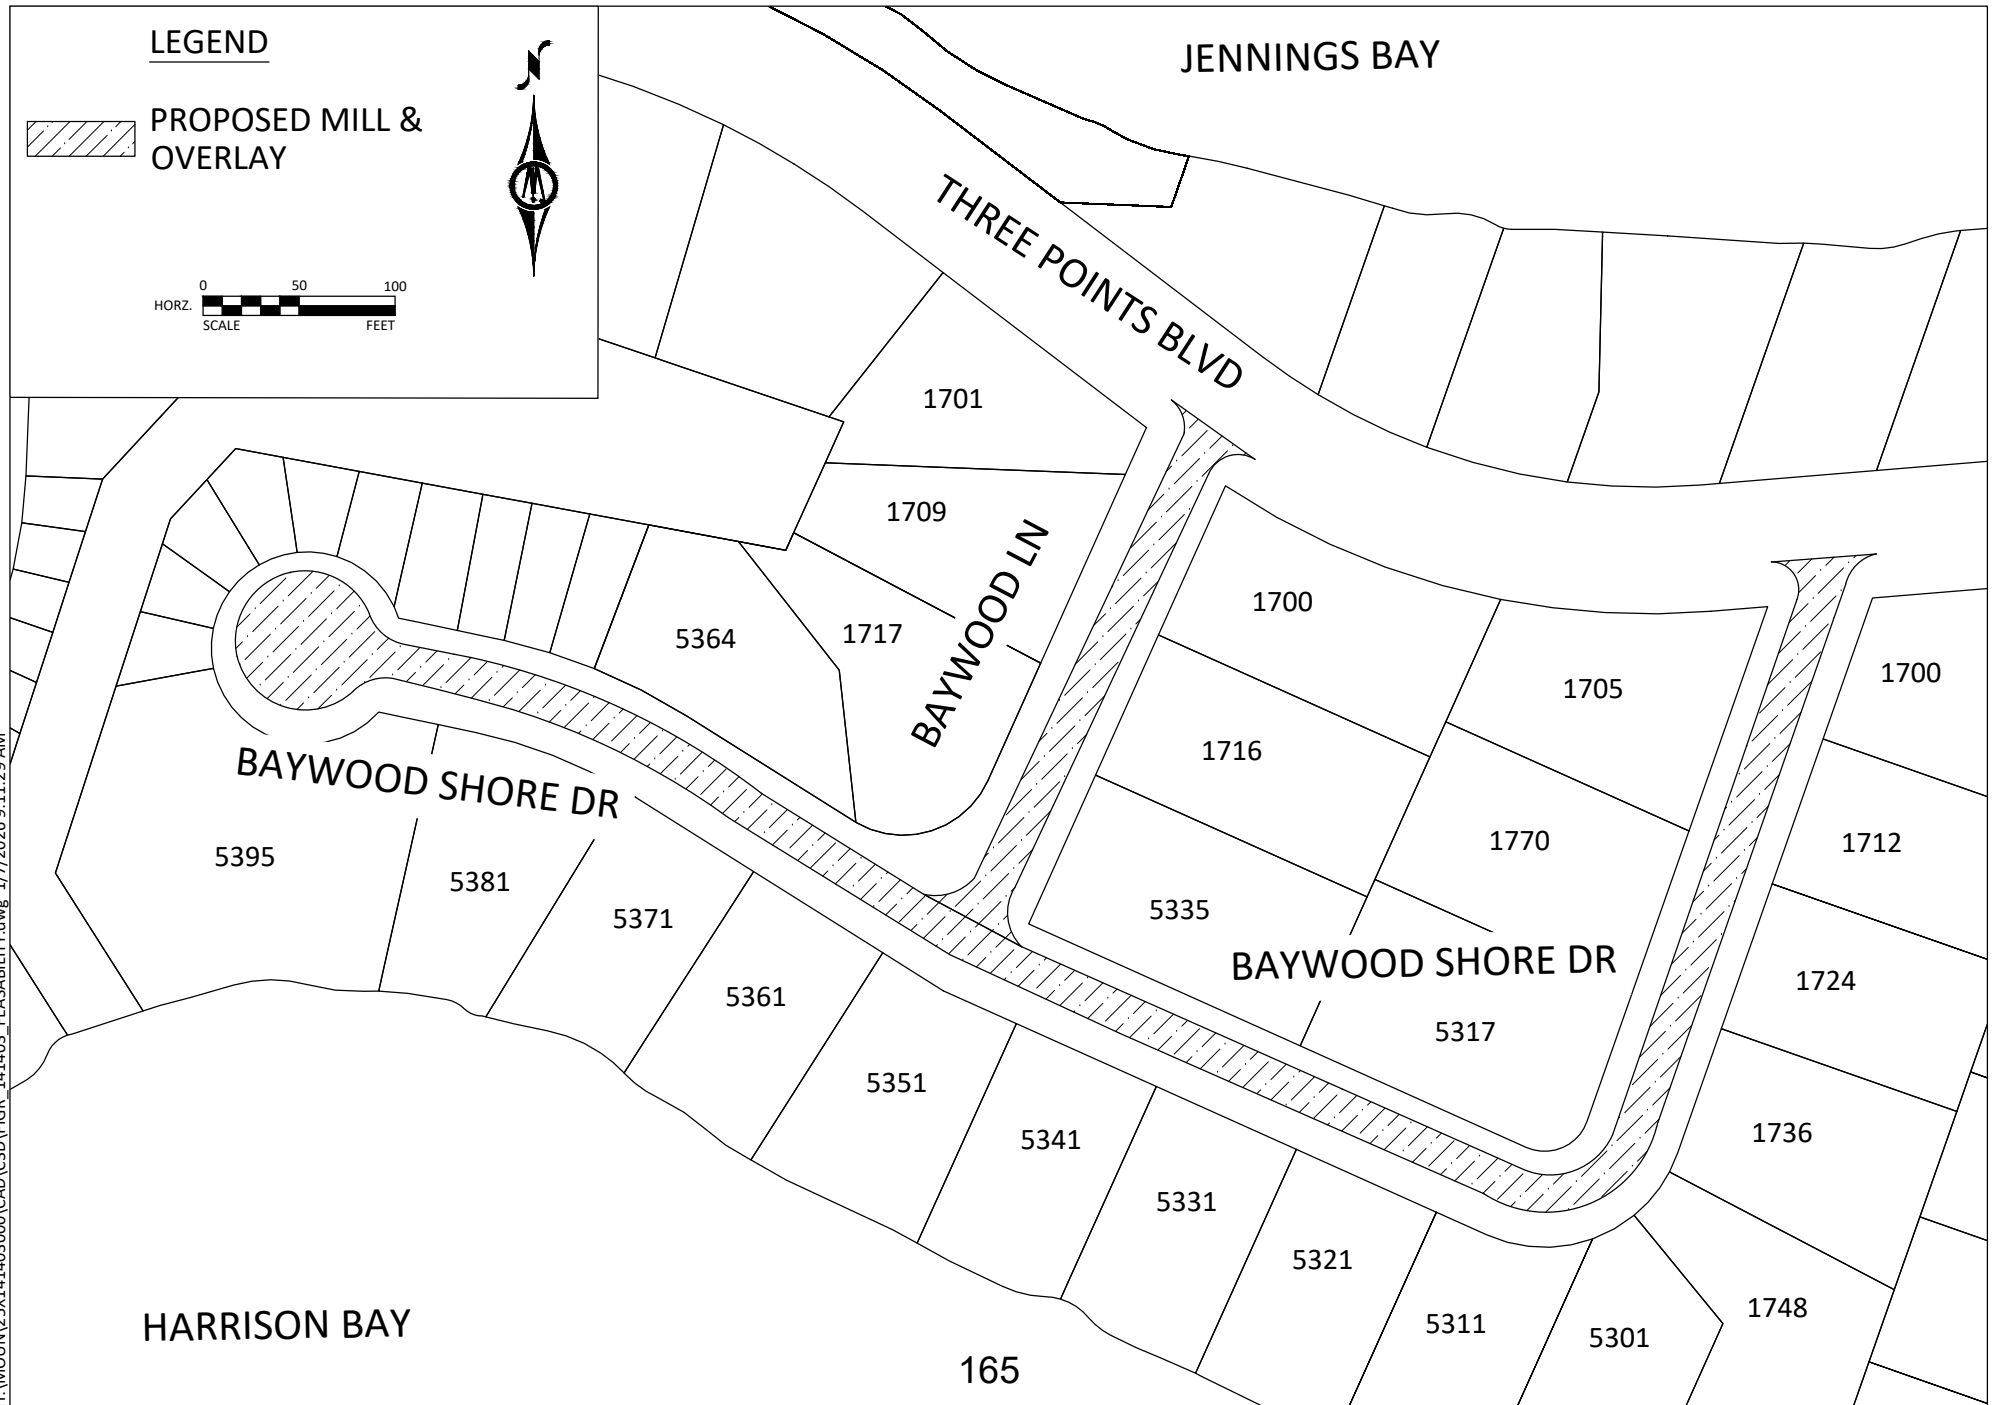 LEGEND
PROPOSED MILL &
OVERLAY
N
0 50 100
HORZ.
SCALE FEET
JENNINGS BAY
THREE POINTS BLVD
1701
1709
BAYWOOD LN
1717
5364
1700
1705
1700
1716
1770
1712
BAYWOOD SHORE DR
5395
5381
5371
5335
BAYWOOD SHORE DR
1724
5361
5317
5351
5341
1736
5331
5321
5311
5301
1748
HARRISON BAY
165